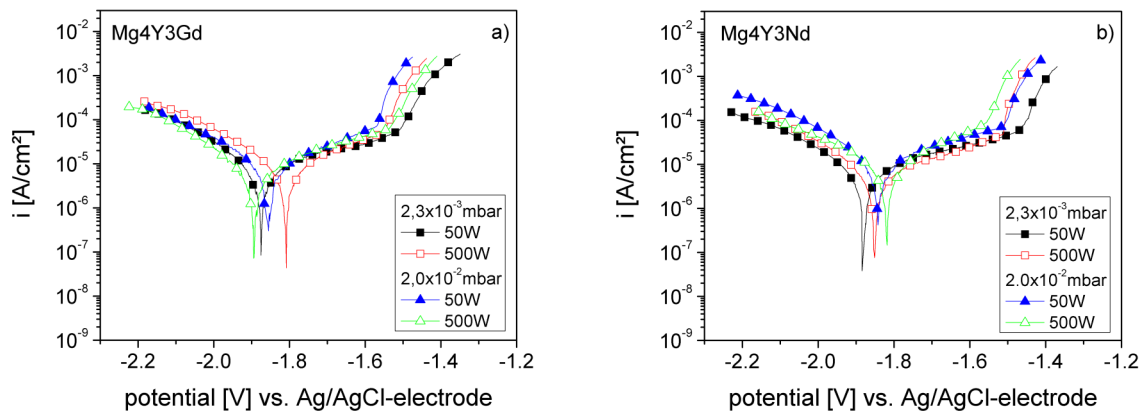 Mg4Y3Gd
a)
i [A/cm²]
10⁻²
10⁻³
10⁻⁴
10⁻⁵
10⁻⁶
10⁻⁷
10⁻⁸
10⁻⁹
2,3x10⁻³mbar
50W
500W
2,0x10⁻²mbar
50W
500W
-2.2 -2.0 -1.8 -1.6 -1.4 -1.2
potential [V] vs. Ag/AgCl-electrode
Mg4Y3Nd
b)
i [A/cm²]
10⁻²
10⁻³
10⁻⁴
10⁻⁵
10⁻⁶
10⁻⁷
10⁻⁸
10⁻⁹
2,3x10⁻³mbar
50W
500W
2.0x10⁻²mbar
50W
500W
-2.2 -2.0 -1.8 -1.6 -1.4 -1.2
potential [V] vs. Ag/AgCl-electrode